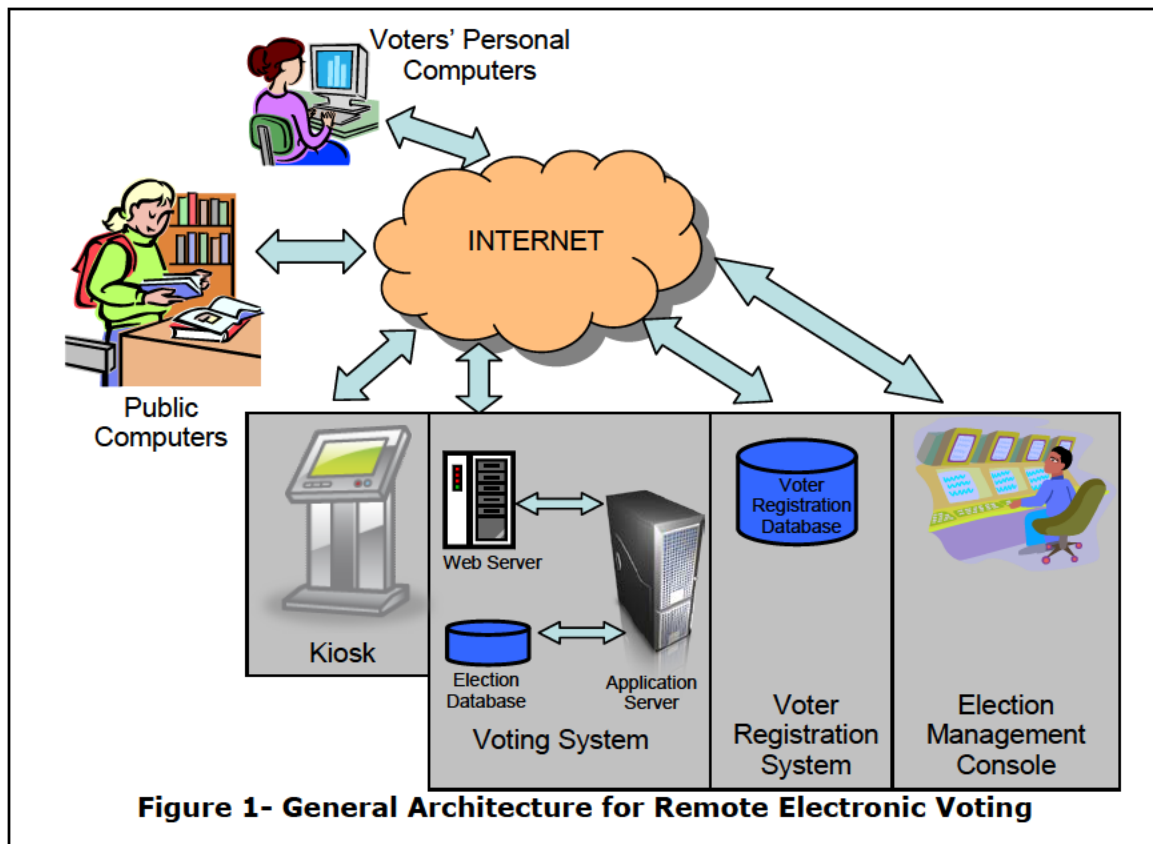 Voters' Personal
Computers
INTERNET
Public
Computers
Kiosk
Web Server
Election
Database
Application
Server
Voting System
Voter
Registration
Database
Voter
Registration
System
Election
Management
Console
Figure 1- General Architecture for Remote Electronic Voting